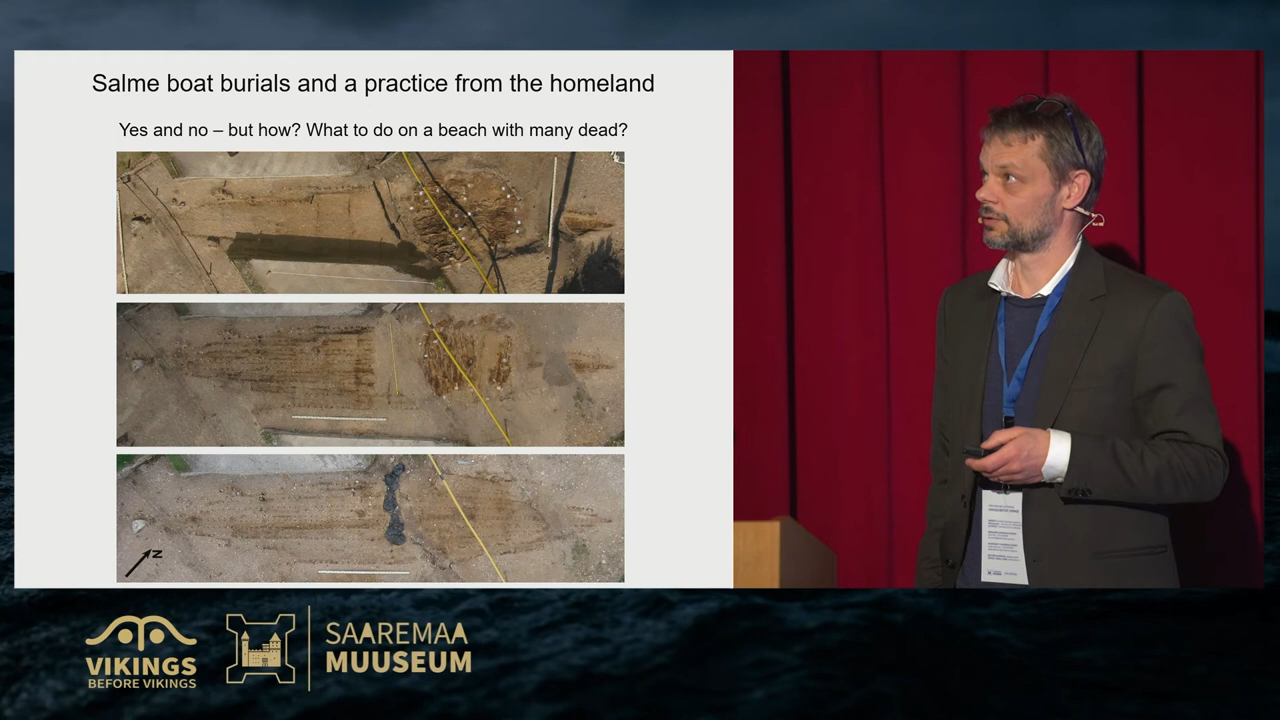 Salme boat burials and a practice from the homeland
Yes and no – but how? What to do on a beach with many dead?
N
VIKINGS
BEFORE VIKINGS
SAAREMAA
MUUSEUM